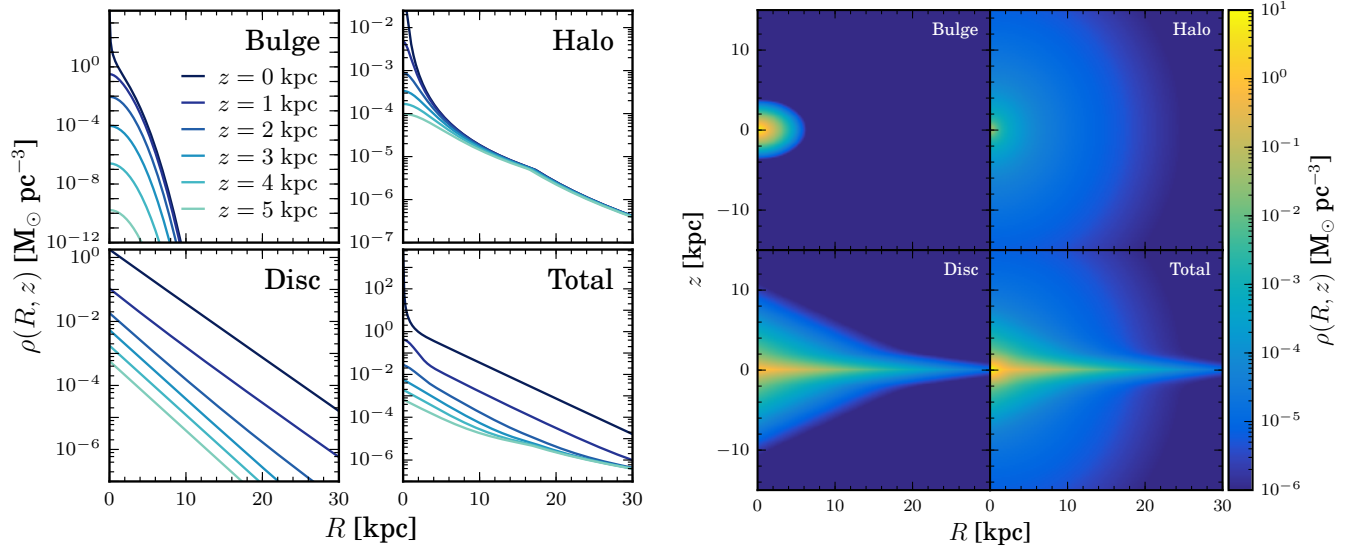 Bulge
Halo
z = 0 kpc
z = 1 kpc
z = 2 kpc
z = 3 kpc
z = 4 kpc
z = 5 kpc
10^0
10^−4
10^−8
10^−12
10^−2
10^−3
10^−4
10^−5
10^−6
10^−7
Disc
Total
10^0
10^−2
10^−4
10^−6
10^2
10^0
10^−2
10^−4
10^−6
0 10 20 30
0 10 20 30
ρ(R, z) [M⊙ pc^−3]
R [kpc]
Bulge
Halo
Disc
Total
10
0
−10
10
0
−10
z [kpc]
0 10 20
0 10 20 30
R [kpc]
10^1
10^0
10^−1
10^−2
10^−3
10^−4
10^−5
10^−6
ρ(R, z) [M⊙ pc^−3]